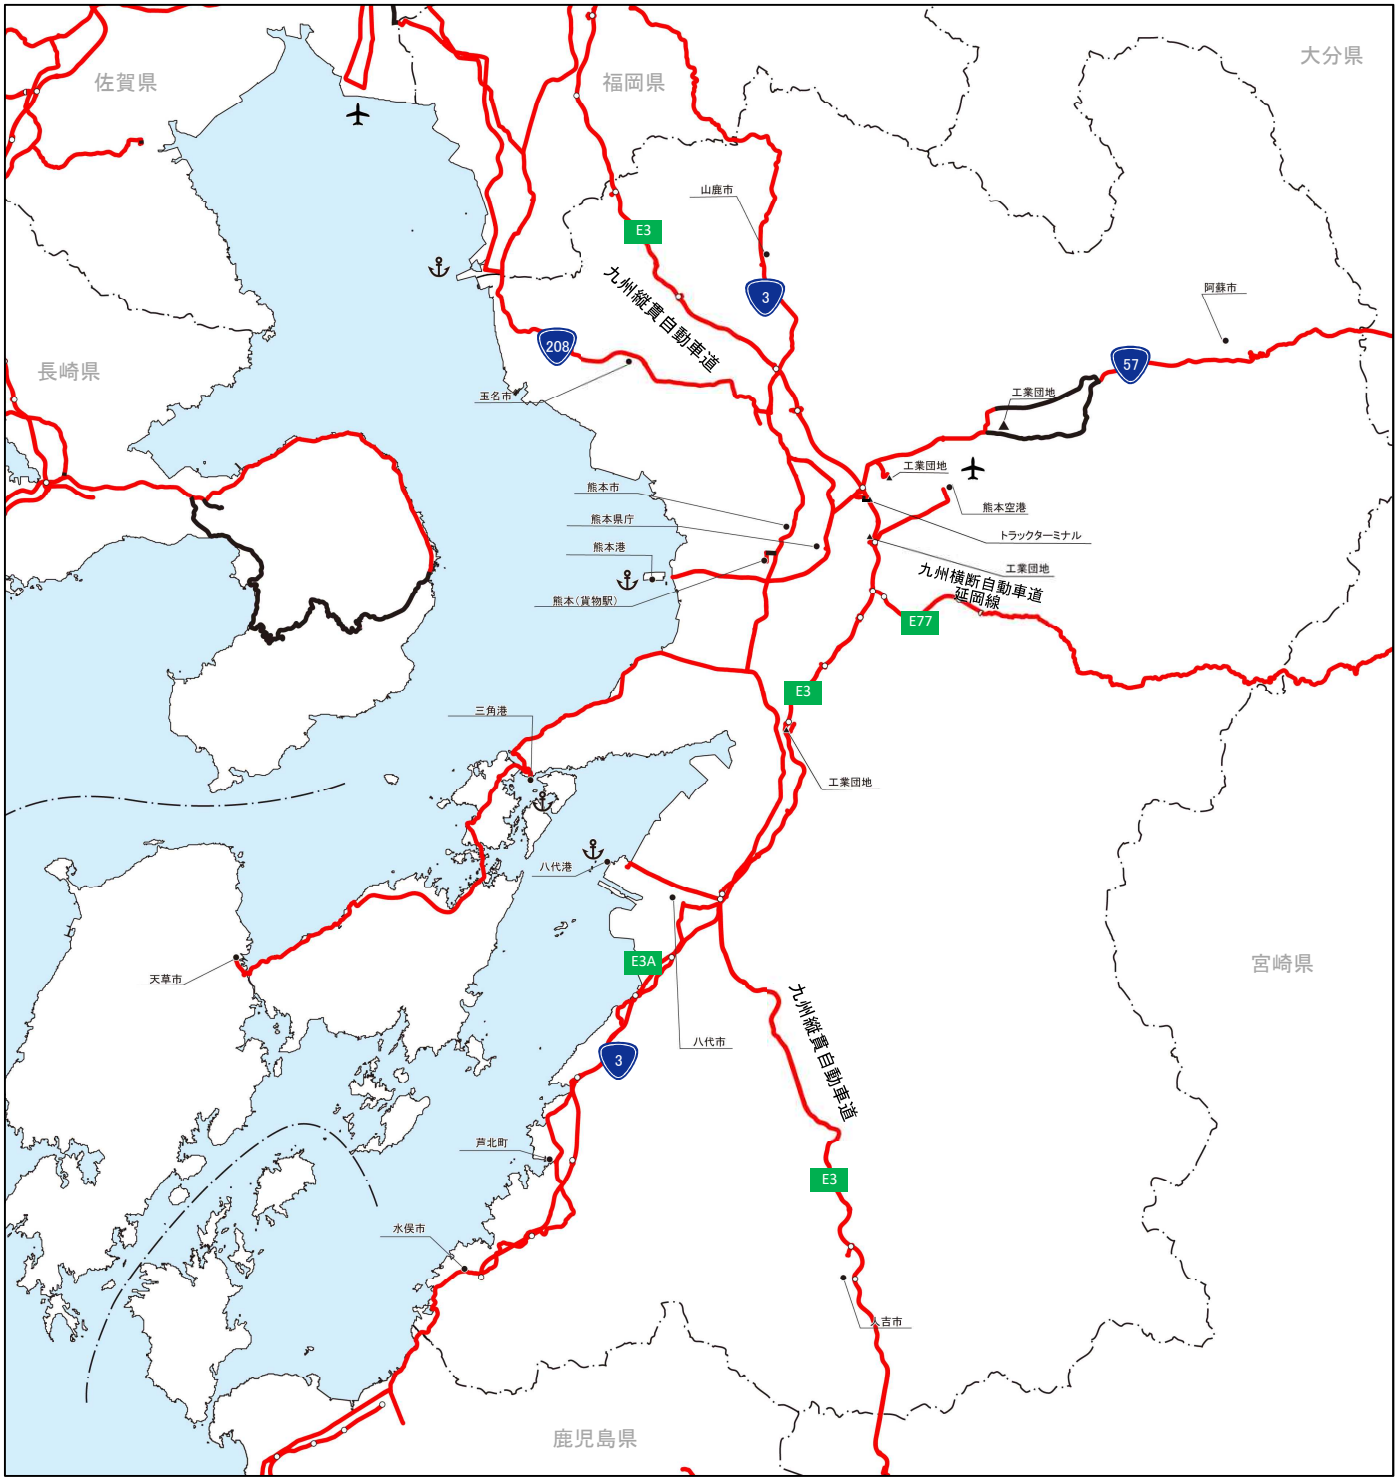 大分県
佐賀県
福岡県
山鹿市
E3
九州縦貫自動車道
3
阿蘇市
208
57
長崎県
玉名市
工業団地
工業団地
熊本市
熊本空港
熊本県庁
トラックターミナル
熊本港
工業団地
九州横断自動車道
延岡線
熊本(貨物駅)
E77
E3
三角港
工業団地
八代港
E3A
宮崎県
天草市
九州縦貫自動車道
八代市
3
芦北町
E3
水俣市
人吉市
鹿児島県